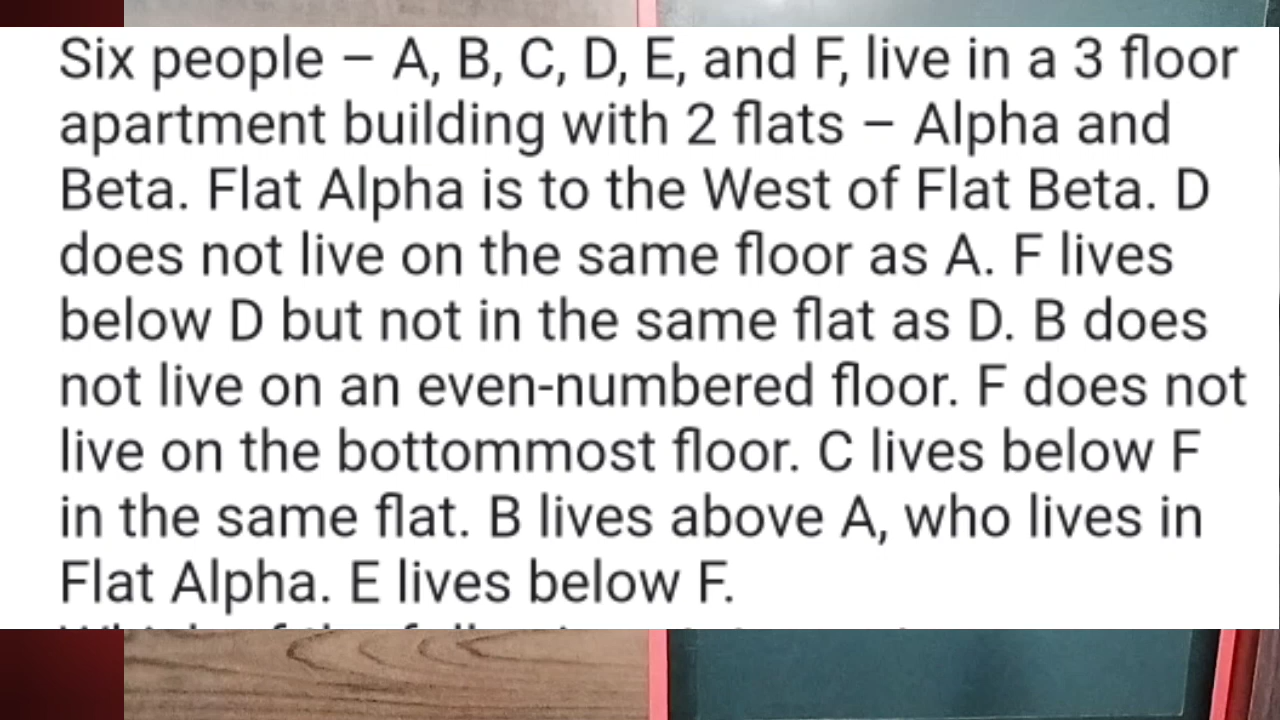 Six people – A, B, C, D, E, and F, live in a 3 floor
apartment building with 2 flats – Alpha and
Beta. Flat Alpha is to the West of Flat Beta. D
does not live on the same floor as A. F lives
below D but not in the same flat as D. B does
not live on an even-numbered floor. F does not
live on the bottommost floor. C lives below F
in the same flat. B lives above A, who lives in
Flat Alpha. E lives below F.